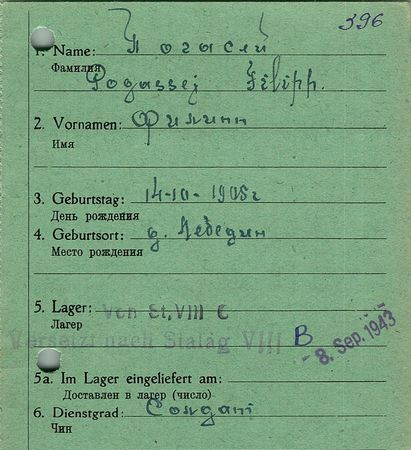 396
1. Name: Погасей
Фамилия
Pogassej Filipp.
2. Vornamen: Филипп
Имя
3. Geburtstag: 14-10-1905г
День рождения
4. Geburtsort: д. Лебедин
Место рождения
5. Lager: Von St. VIII C
Лагер
Versetzt nach Stalag VIII B - 8. Sep. 1943
5a. Im Lager eingeliefert am:
Доставлен в лагер (число)
6. Dienstgrad: Солдат
Чин